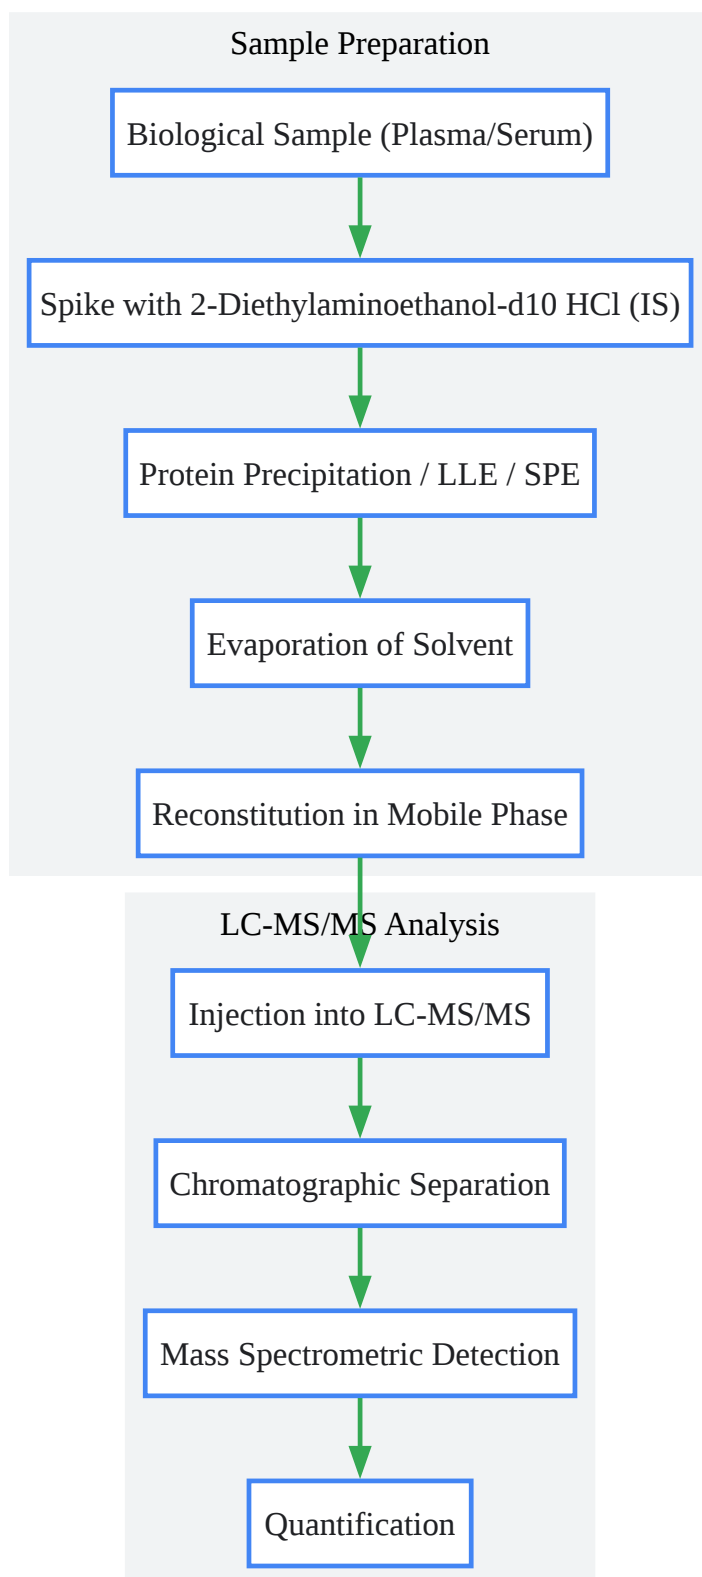 Sample Preparation
Biological Sample (Plasma/Serum)
Spike with 2-Diethylaminoethanol-d10 HCl (IS)
Protein Precipitation / LLE / SPE
Evaporation of Solvent
Reconstitution in Mobile Phase
LC-MS/MS Analysis
Injection into LC-MS/MS
Chromatographic Separation
Mass Spectrometric Detection
Quantification